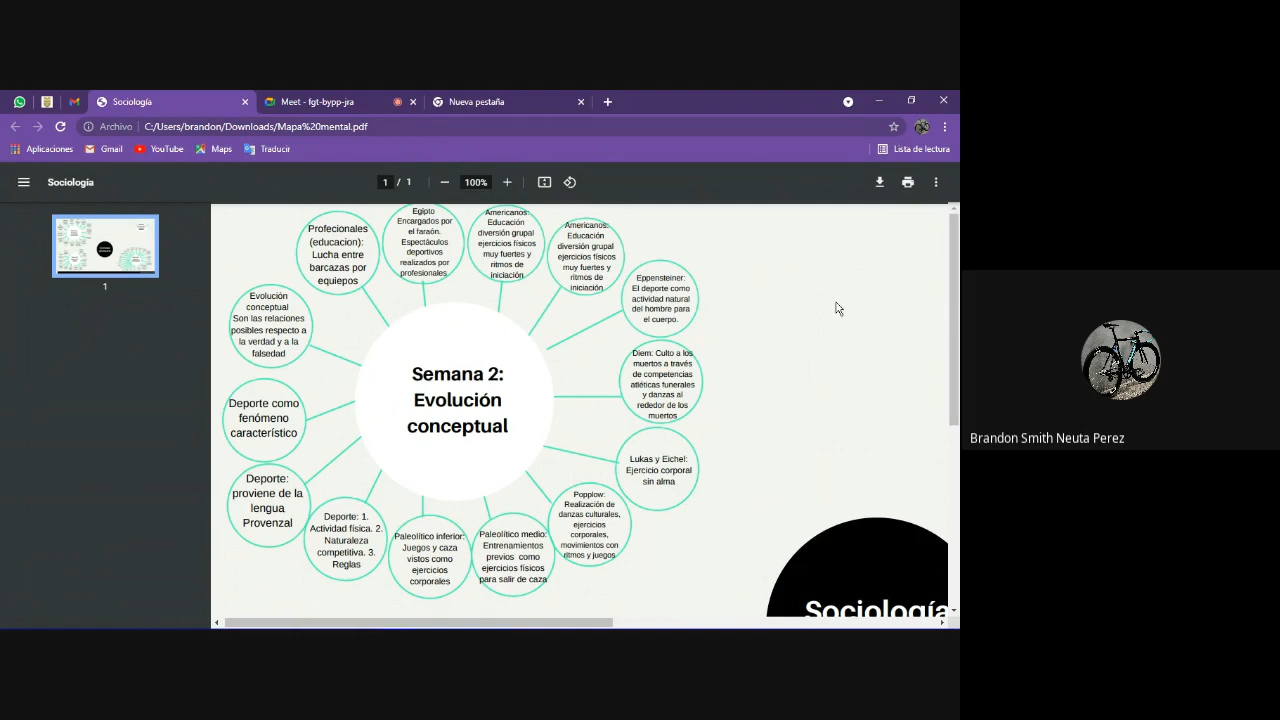 Sociología
Meet - fgt-bypp-jra
Nueva pestaña
Archivo
C:/Users/brandon/Downloads/Mapa%20mental.pdf
Aplicaciones
Gmail
YouTube
Maps
Traducir
Lista de lectura
Sociología
1 / 1
100%
1
Semana 2:
Evolución
conceptual
Profecionales
(educacion):
Lucha entre
barcazas por
equiepos
Egipto
Encargados por
el faraón.
Espectáculos
deportivos
realizados por
profesionales
Americanos:
Educación
diversión grupal
ejercicios físicos
muy fuertes y
ritmos de
iniciación
Americanos:
Educación
diversión grupal
ejercicios físicos
muy fuertes y
ritmos de
iniciación
Eppensteiner:
El deporte como
actividad natural
del hombre para
el cuerpo.
Diem: Culto a los
muertos a través
de competencias
atléticas funerales
y danzas al
rededor de los
muertos
Lukas y Eichel:
Ejercicio corporal
sin alma
Popplow:
Realización de
danzas culturales,
ejercicios
corporales,
movimientos con
ritmos y juegos
Paleolítico medio:
Entrenamientos
previos como
ejercicios físicos
para salir de caza
Paleolítico inferior:
Juegos y caza
vistos como
ejercicios
corporales
Deporte: 1.
Actividad física. 2.
Naturaleza
competitiva. 3.
Reglas
Deporte:
proviene de la
lengua
Provenzal
Deporte como
fenómeno
característico
Evolución
conceptual
Son las relaciones
posibles respecto a
la verdad y a la
falsedad
Sociología
Brandon Smith Neuta Perez